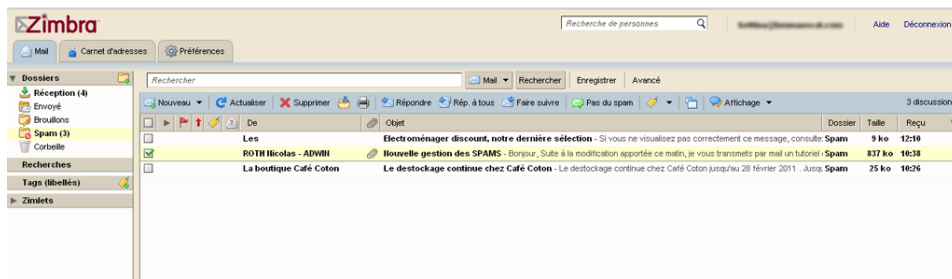 Zimbra
Recherche de personnes
Aide Déconnexion
Mail Carnet d'adresses Préférences
Dossiers
Rechercher Mail Rechercher Enregistrer Avancé
Réception (4)
Envoyé
Brouillons
Spam (3)
Corbeille
Recherches
Tags (libellés)
Zimlets
Nouveau Actualiser Supprimer Répondre Rép. à tous Faire suivre Pas du spam Affichage 3 discussion
De Objet Dossier Taille Reçu
Les Electroménager discount, notre dernière sélection - Si vous ne visualisez pas correctement ce message, consulte: Spam 9 ko 12:10
ROTH Nicolas - ADWIN Nouvelle gestion des SPAMS - Bonjour, Suite à la modification apportée ce matin, je vous transmets par mail un tutoriel Spam 837 ko 10:38
La boutique Café Coton Le destockage continue chez Café Coton - Le destockage continue chez Café Coton jusqu'au 28 février 2011 . Jusqu Spam 25 ko 10:26